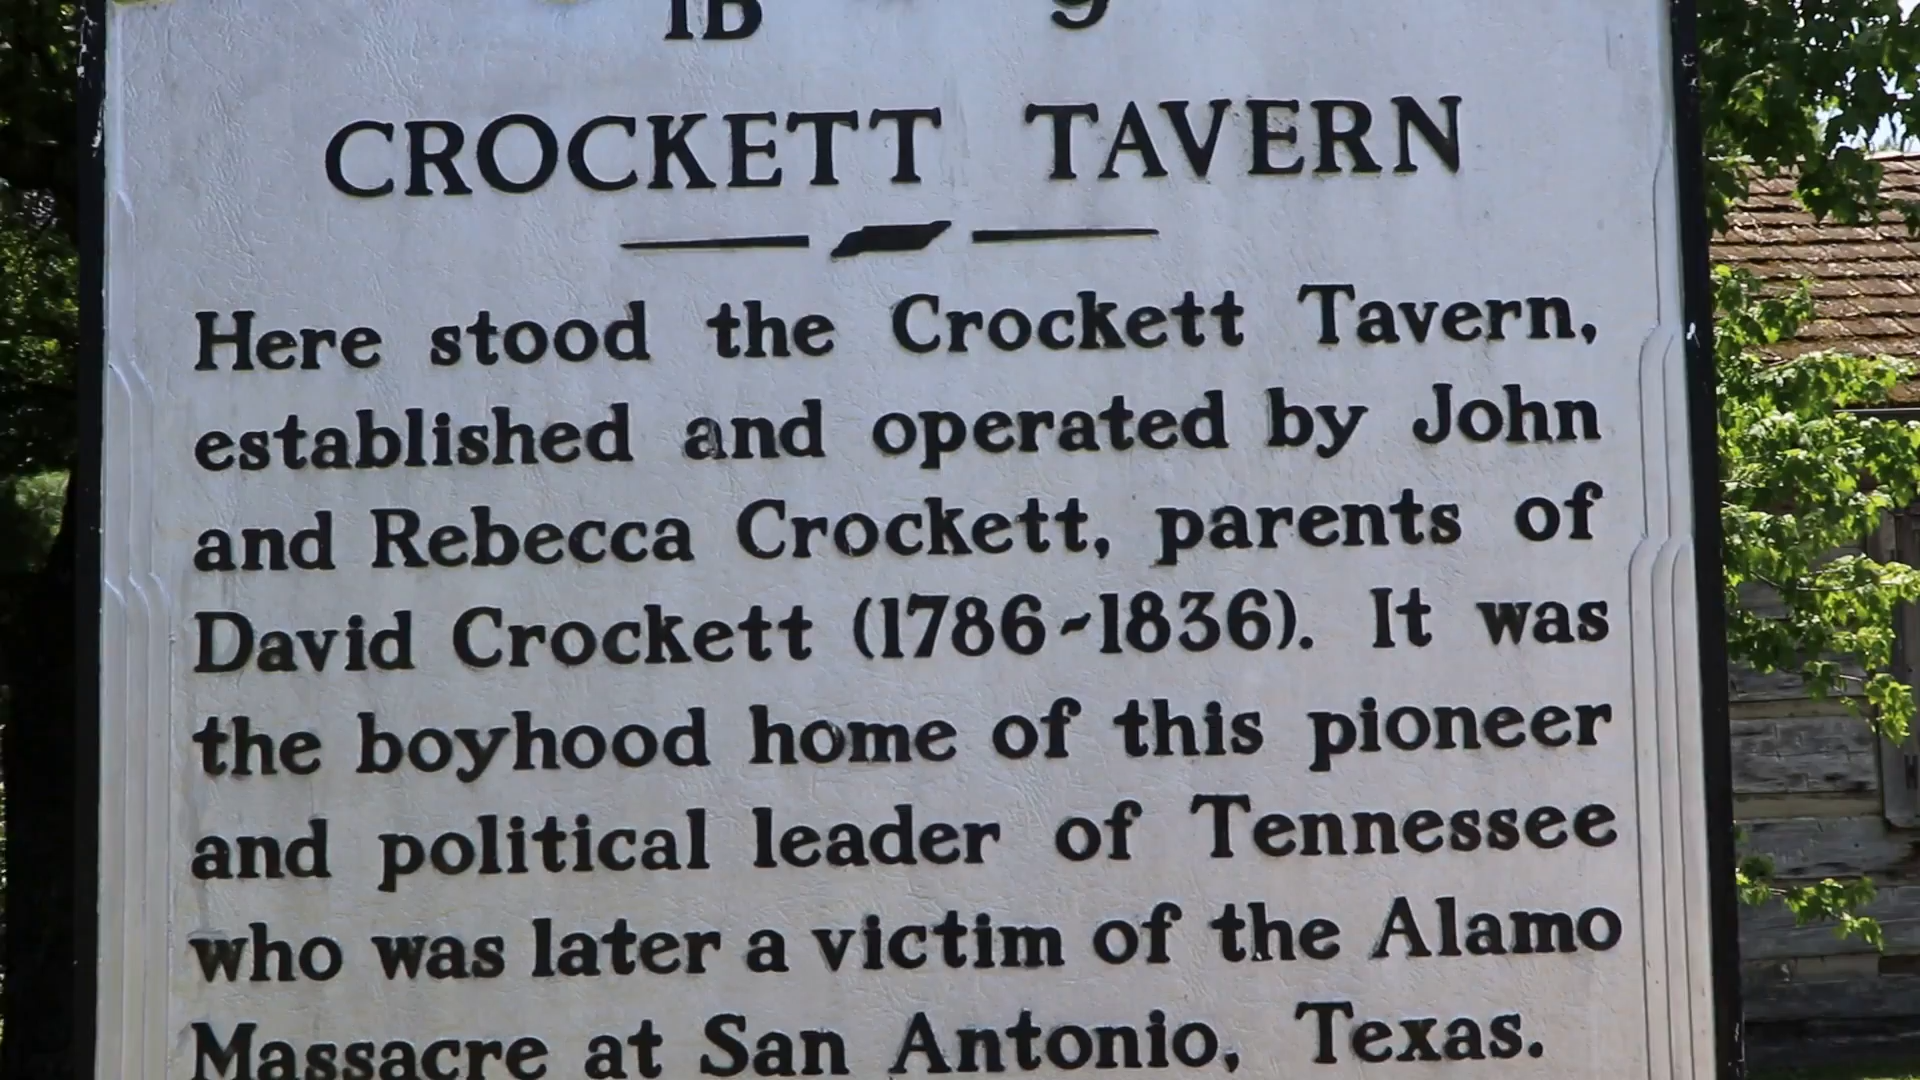 CROCKETT TAVERN
Here stood the Crockett Tavern,
established and operated by John
and Rebecca Crockett, parents of
David Crockett (1786-1836). It was
the boyhood home of this pioneer
and political leader of Tennessee
who was later a victim of the Alamo
Massacre at San Antonio, Texas.